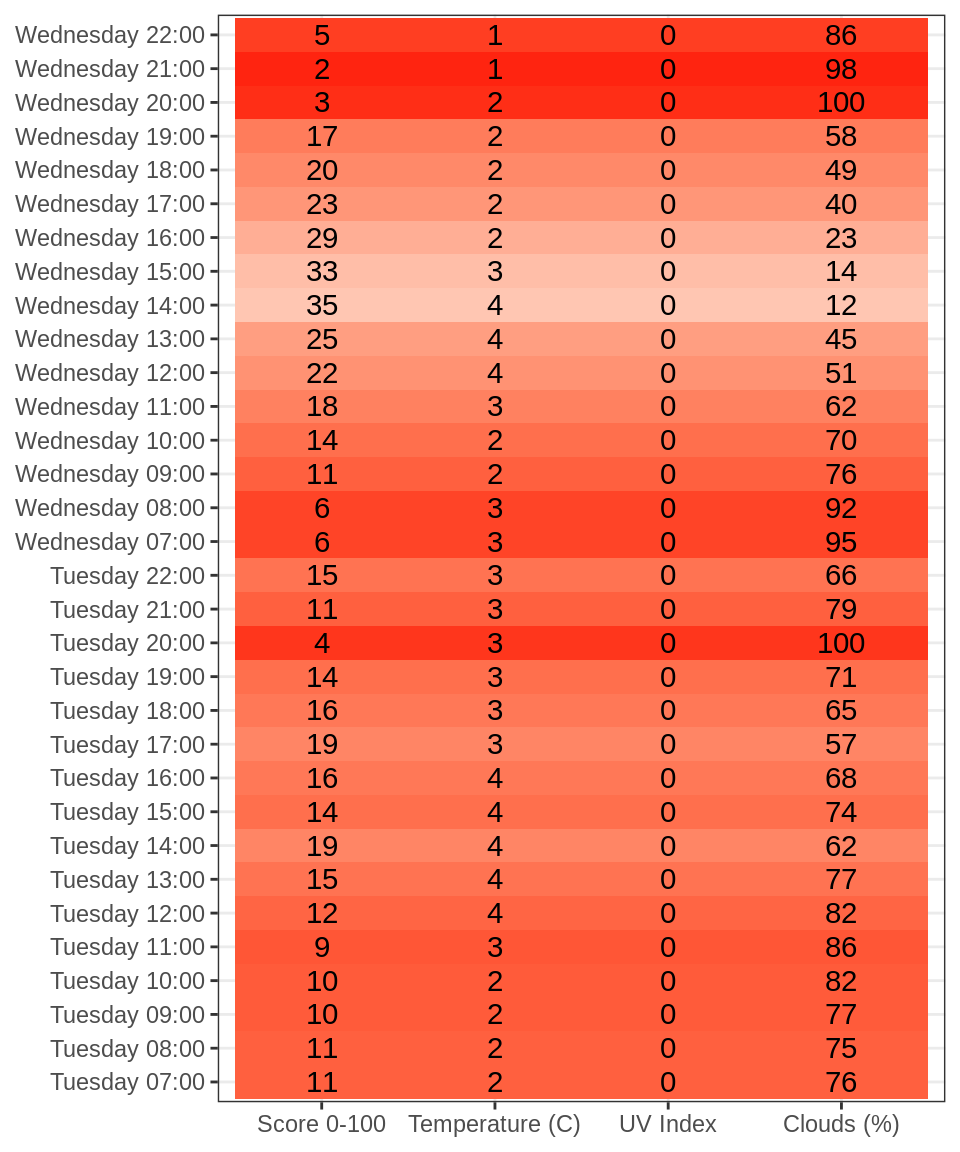 Wednesday 22:00 5 1 0 86
Wednesday 21:00 2 1 0 98
Wednesday 20:00 3 2 0 100
Wednesday 19:00 17 2 0 58
Wednesday 18:00 20 2 0 49
Wednesday 17:00 23 2 0 40
Wednesday 16:00 29 2 0 23
Wednesday 15:00 33 3 0 14
Wednesday 14:00 35 4 0 12
Wednesday 13:00 25 4 0 45
Wednesday 12:00 22 4 0 51
Wednesday 11:00 18 3 0 62
Wednesday 10:00 14 2 0 70
Wednesday 09:00 11 2 0 76
Wednesday 08:00 6 3 0 92
Wednesday 07:00 6 3 0 95
Tuesday 22:00 15 3 0 66
Tuesday 21:00 11 3 0 79
Tuesday 20:00 4 3 0 100
Tuesday 19:00 14 3 0 71
Tuesday 18:00 16 3 0 65
Tuesday 17:00 19 3 0 57
Tuesday 16:00 16 4 0 68
Tuesday 15:00 14 4 0 74
Tuesday 14:00 19 4 0 62
Tuesday 13:00 15 4 0 77
Tuesday 12:00 12 4 0 82
Tuesday 11:00 9 3 0 86
Tuesday 10:00 10 2 0 82
Tuesday 09:00 10 2 0 77
Tuesday 08:00 11 2 0 75
Tuesday 07:00 11 2 0 76
Score 0-100 Temperature (C) UV Index Clouds (%)